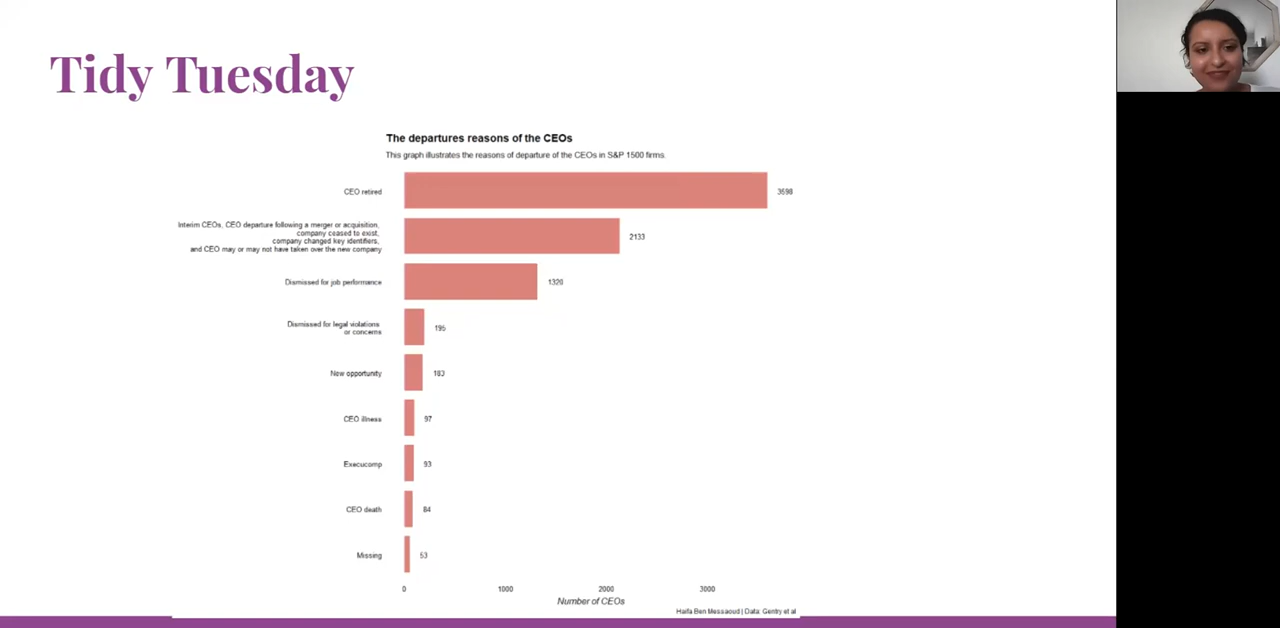 Tidy Tuesday
The departures reasons of the CEOs
This graph illustrates the reasons of departure of the CEOs in S&P 1500 firms.
CEO retired
3598
Interim CEOs, CEO departure following a merger or acquisition,
company ceased to exist,
company changed key identifiers,
and CEO may or may not have taken over the new company
2133
Dismissed for job performance
1320
Dismissed for legal violations
or concerns
195
New opportunity
183
CEO illness
97
Execucomp
93
CEO death
84
Missing
53
0 1000 2000 3000
Number of CEOs
Haifa Ben Messaoud | Data: Gentry et al